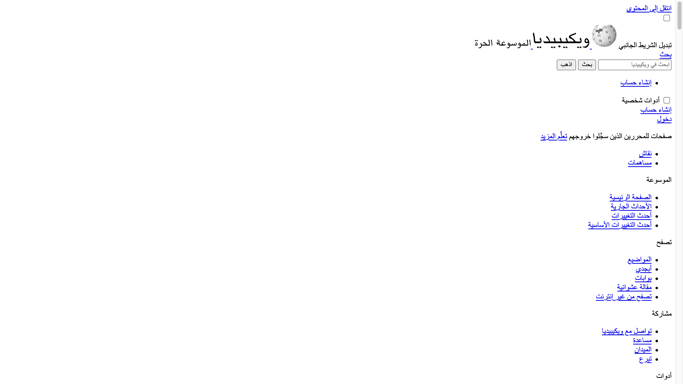 انتقل إلى المحتوى
تبديل الشريط الجانبي ويكيبيديا الموسوعة الحرة
بحث
ابحث في ويكيبيديا بحث اذهب
إنشاء حساب
أدوات شخصية
إنشاء حساب
دخول
صفحات للمحررين الذين سجَّلوا خروجهم تعلَّم المزيد
نقاش
مساهمات
الموسوعة
الصفحة الرئيسية
الأحداث الجارية
أحدث التغييرات
أحدث التغييرات الأساسية
تصفح
المواضيع
أبجدي
بوابات
مقالة عشوائية
تصفح من غير إنترنت
مشاركة
تواصل مع ويكيبيديا
مساعدة
الميدان
تبرع
أدوات